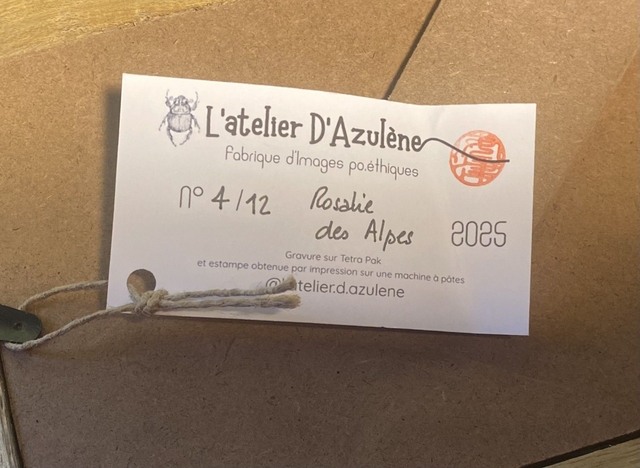 L'atelier D'Azulène
Fabrique d'Images po.éthiques
n° 4/12 Rosalie
des Alpes 2025
Gravure sur Tetra Pak
et estampe obtenue par impression sur une machine à pâtes
@l'atelier.d.azulene